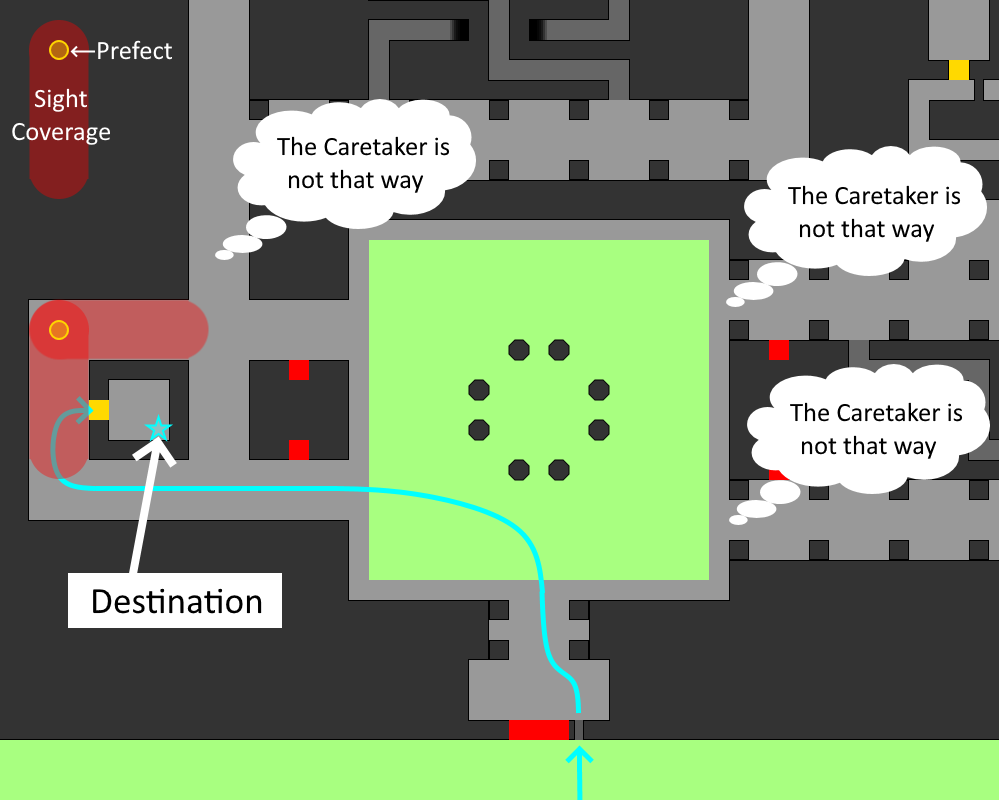 ←Prefect
Sight
Coverage
The Caretaker is
not that way
The Caretaker is
not that way
The Caretaker is
not that way
Destination